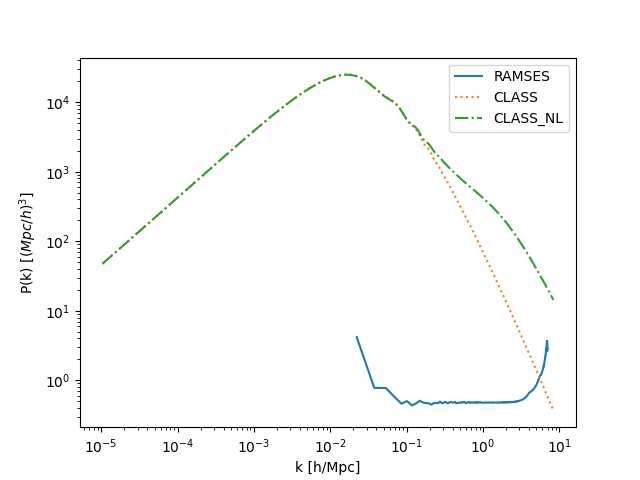 RAMSES
CLASS
CLASS_NL
P(k) [(Mpc/h)³]
10⁴
10³
10²
10¹
10⁰
10⁻⁵ 10⁻⁴ 10⁻³ 10⁻² 10⁻¹ 10⁰ 10¹
k [h/Mpc]